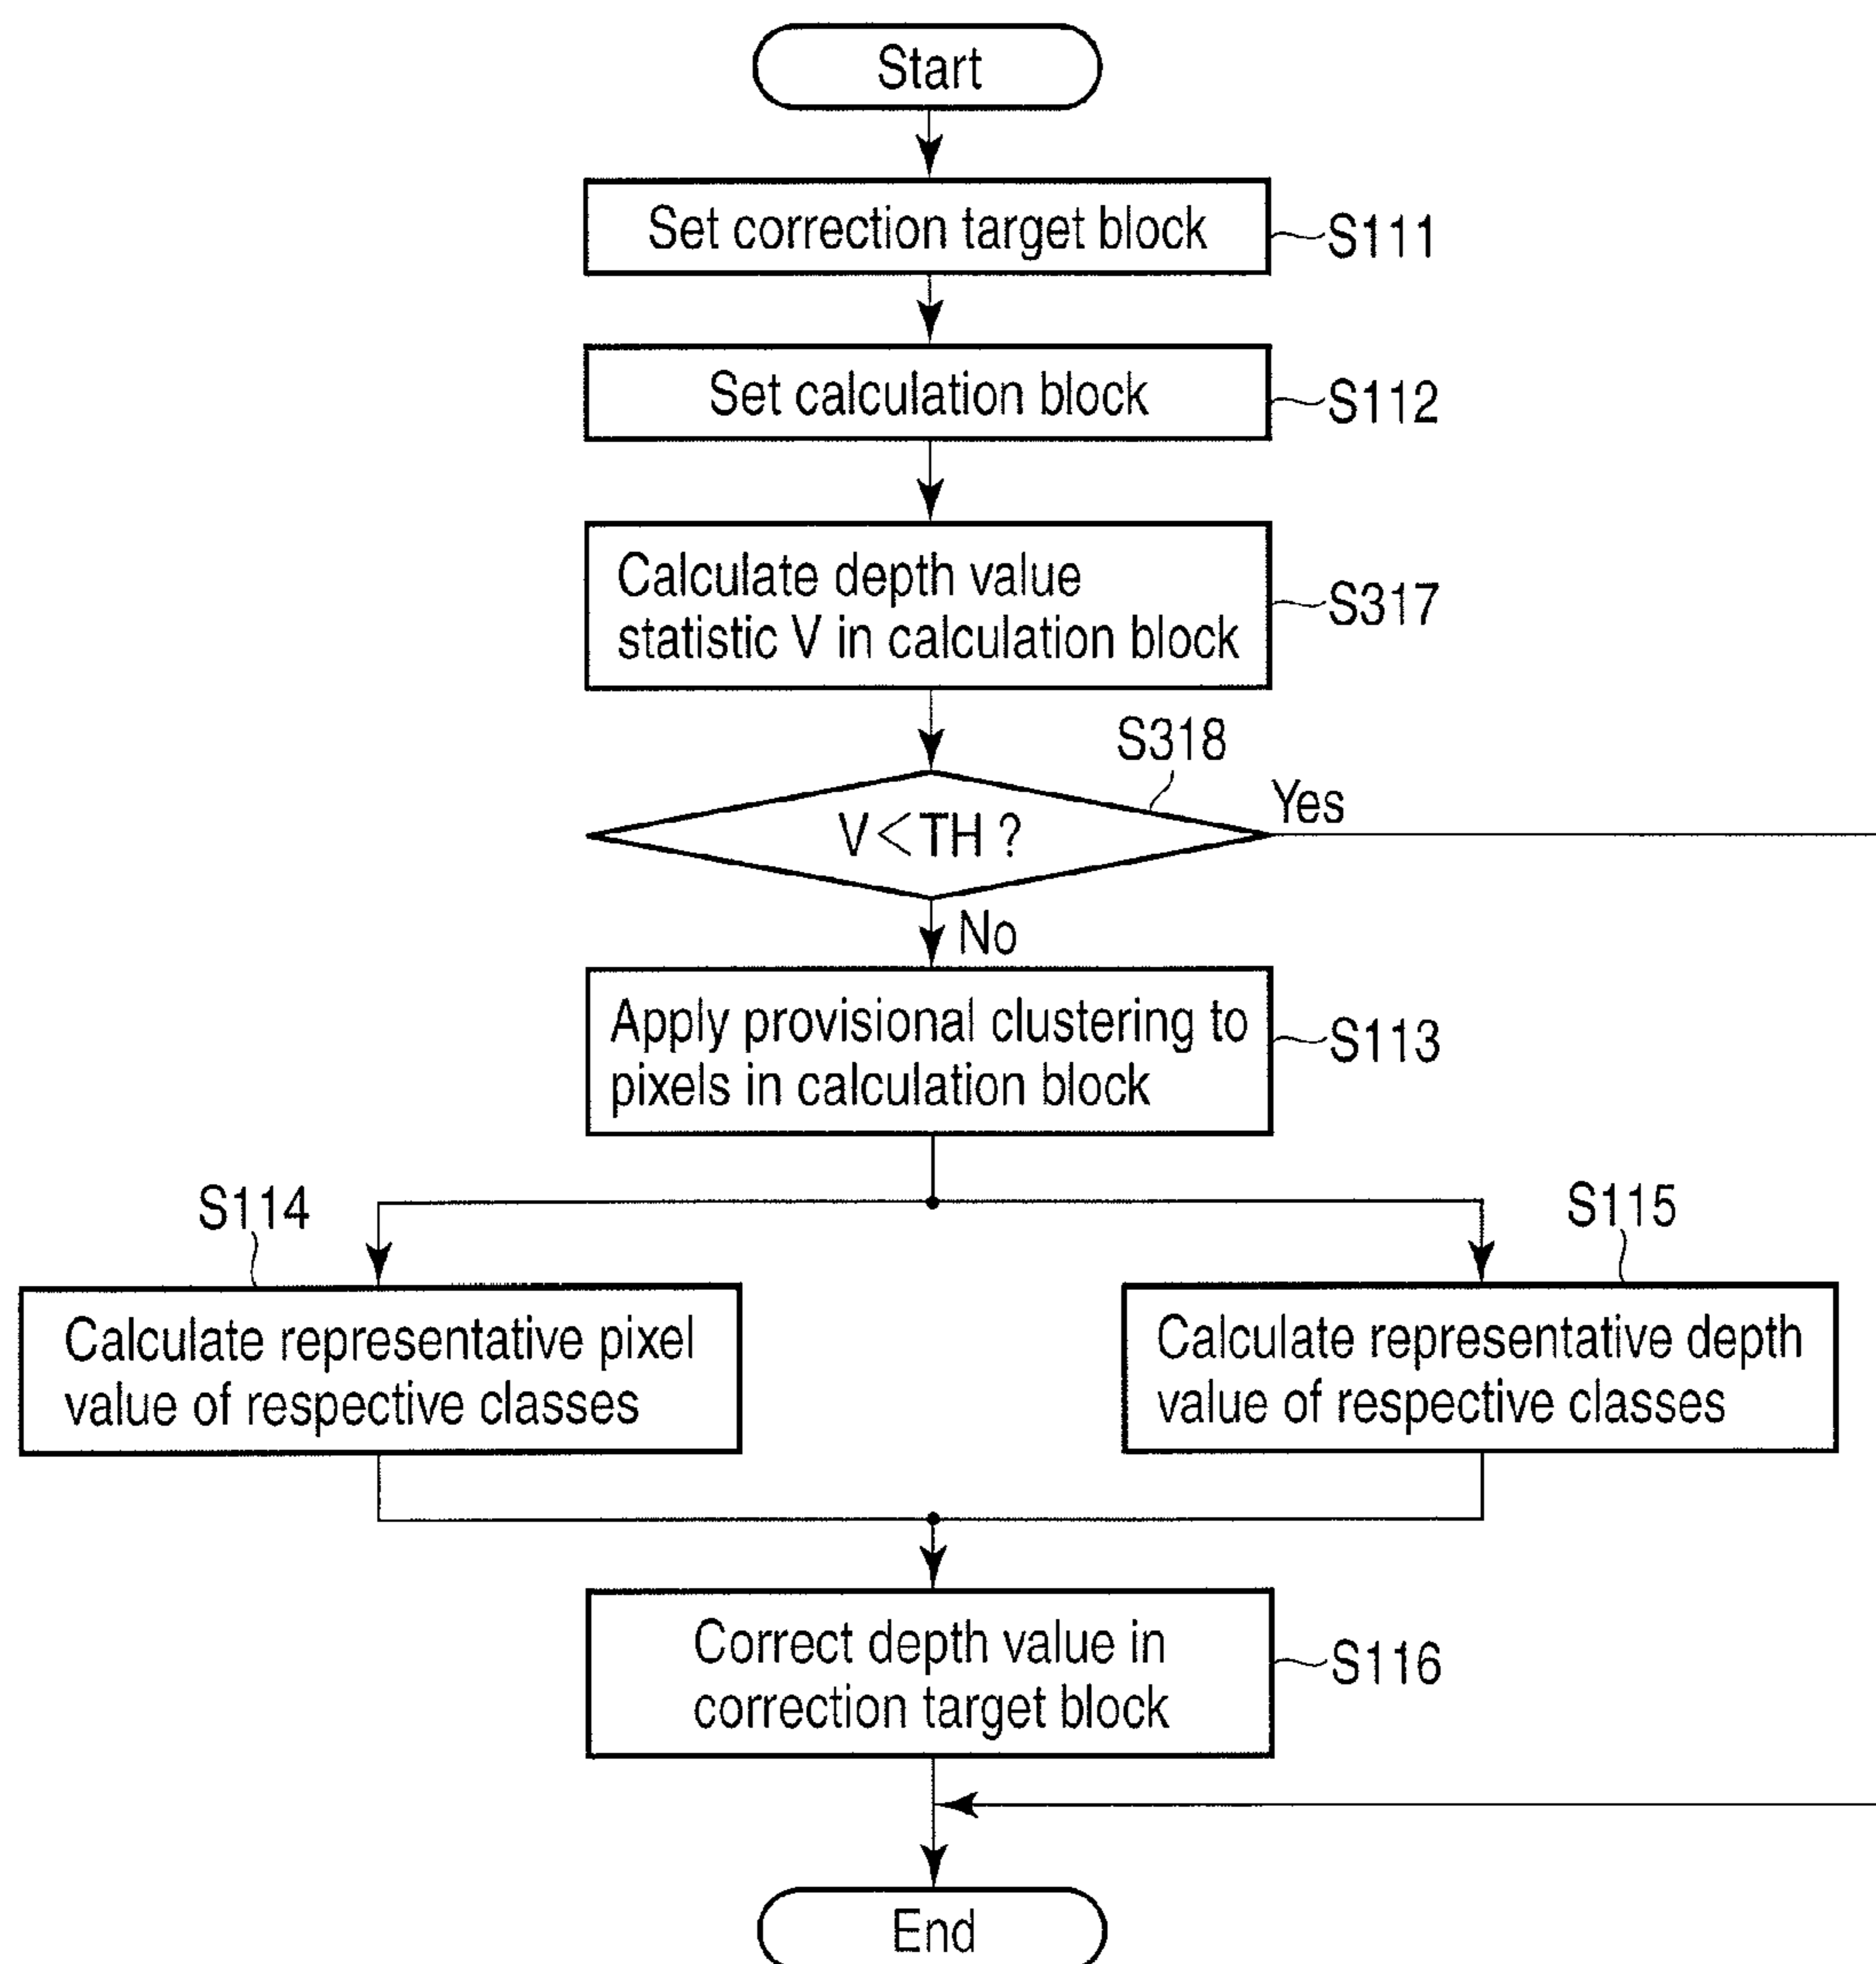 Start
Set correction target block
S111
Set calculation block
S112
Calculate depth value
statistic V in calculation block
S317
S318
V<TH ?
Yes
No
Apply provisional clustering to
pixels in calculation block
S113
S114
S115
Calculate representative pixel
value of respective classes
Calculate representative depth
value of respective classes
Correct depth value in
correction target block
S116
End